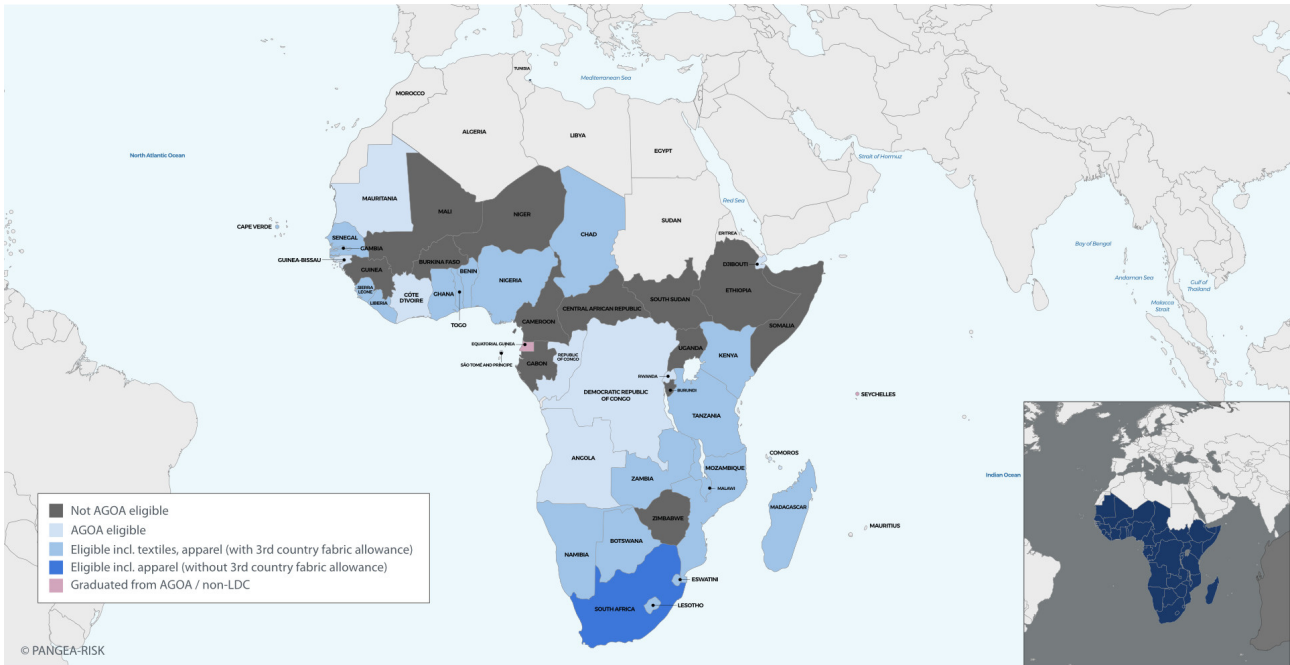 TUNISIA
Mediterranean Sea
MOROCCO
ALGERIA
LIBYA
EGYPT
North Atlantic Ocean
Strait of Hormuz
MAURITANIA
Red Sea
MALI
NIGER
CAPE VERDE
SUDAN
CHAD
ERITREA
SENEGAL
GAMBIA
Bay of Bengal
GUINEA-BISSAU
BURKINA FASO
DJIBOUTI
GUINEA
BENIN
NIGERIA
Andaman Sea
Gulf of
Thailand
SIERRA
LEONE
CÔTE
D'IVOIRE
GHANA
ETHIOPIA
LIBERIA
SOUTH SUDAN
Malacca
Strait
CENTRAL AFRICAN REPUBLIC
TOGO
CAMEROON
SOMALIA
EQUATORIAL GUINEA
UGANDA
KENYA
REPUBLIC
OF CONGO
SÃO TOMÉ AND PRÍNCIPE
GABON
RWANDA
BURUNDI
DEMOCRATIC REPUBLIC
OF CONGO
SEYCHELLES
TANZANIA
COMOROS
ANGOLA
MOZAMBIQUE
Indian Ocean
ZAMBIA
MALAWI
MADAGASCAR
ZIMBABWE
MAURITIUS
NAMIBIA
BOTSWANA
ESWATINI
SOUTH AFRICA
LESOTHO
Not AGOA eligible
AGOA eligible
Eligible incl. textiles, apparel (with 3rd country fabric allowance)
Eligible incl. apparel (without 3rd country fabric allowance)
Graduated from AGOA / non-LDC
© PANGEA-RISK